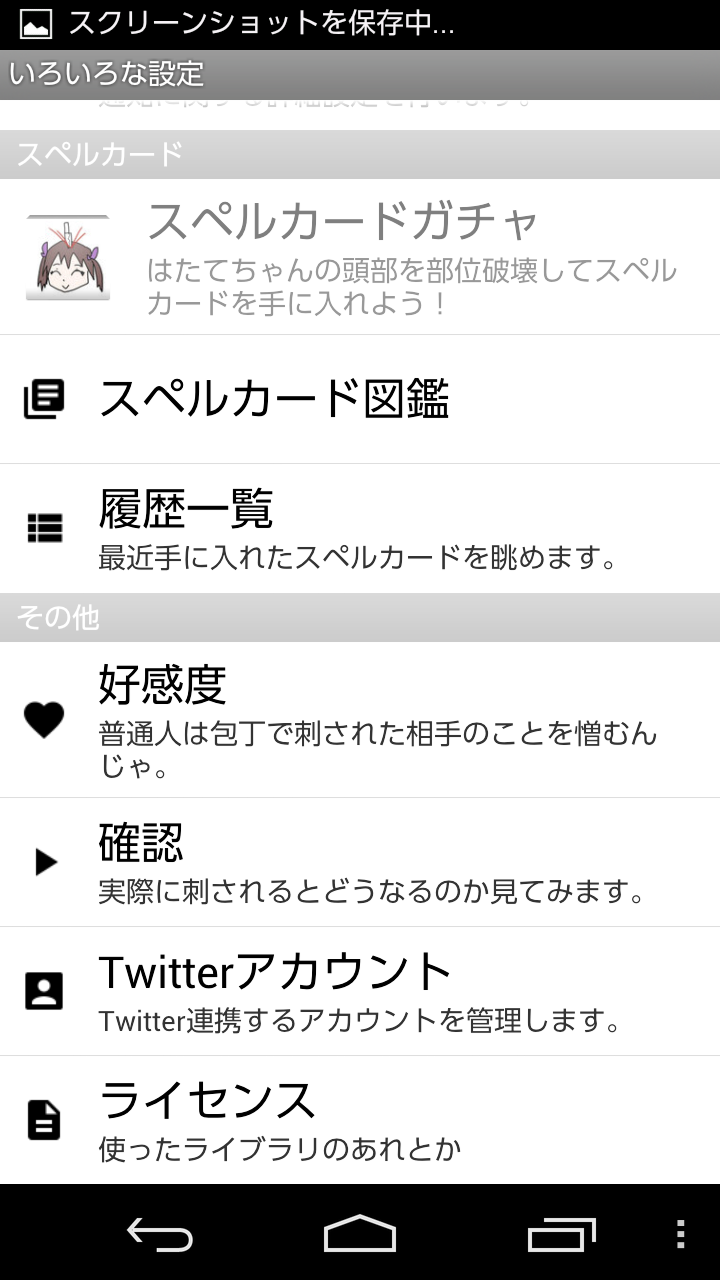 スクリーンショットを保存中...
いろいろな設定
スペルカード
スペルカードガチャ
はたてちゃんの頭部を部位破壊してスペル
カードを手に入れよう！
スペルカード図鑑
履歴一覧
最近手に入れたスペルカードを眺めます。
その他
好感度
普通人は包丁で刺された相手のことを憎むん
じゃ。
確認
実際に刺されるとどうなるのか見てみます。
Twitterアカウント
Twitter連携するアカウントを管理します。
ライセンス
使ったライブラリのあれとか